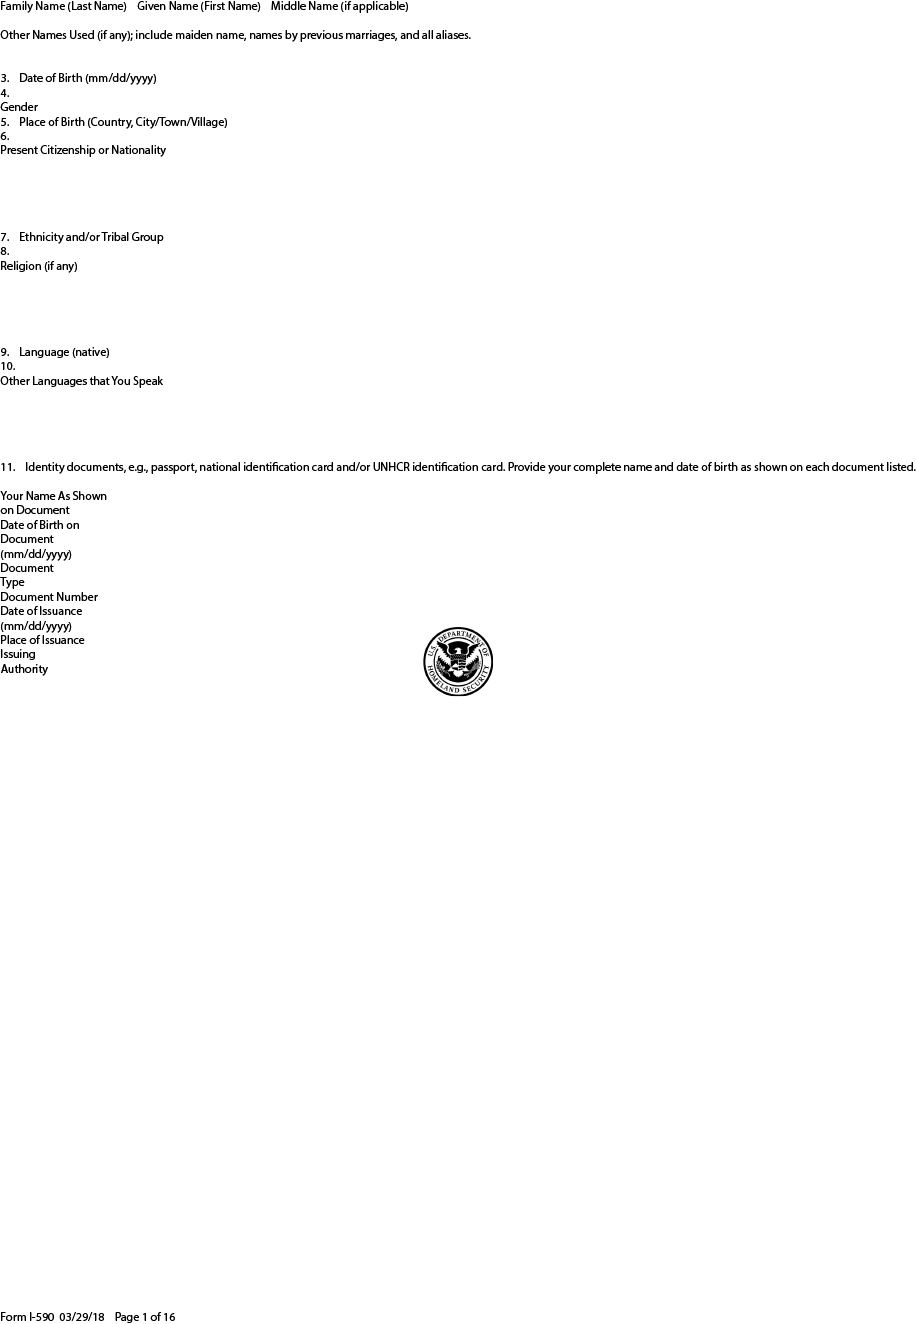 Family Name (Last Name) Given Name (First Name) Middle Name (if applicable)
Other Names Used (if any); include maiden name, names by previous marriages, and all aliases.
3. Date of Birth (mm/dd/yyyy)
4.
Gender
5. Place of Birth (Country, City/Town/Village)
6.
Present Citizenship or Nationality
7. Ethnicity and/or Tribal Group
8.
Religion (if any)
9. Language (native)
10.
Other Languages that You Speak
11. Identity documents, e.g., passport, national identification card and/or UNHCR identification card. Provide your complete name and date of birth as shown on each document listed.
Your Name As Shown
on Document
Date of Birth on
Document
(mm/dd/yyyy)
Document
Type
Document Number
Date of Issuance
(mm/dd/yyyy)
Place of Issuance
Issuing
Authority
U.S. DEPARTMENT OF
HOMELAND SECURITY
Form I-590 03/29/18 Page 1 of 16